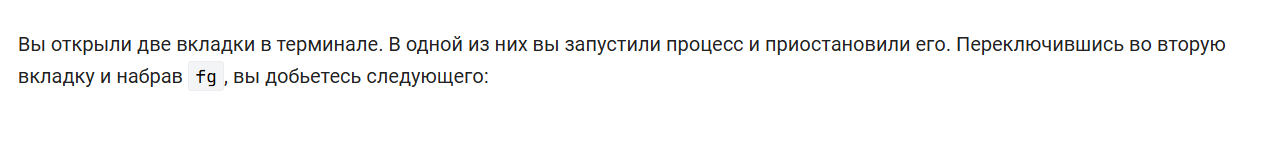 Вы открыли две вкладки в терминале. В одной из них вы запустили процесс и приостановили его. Переключившись во вторую
вкладку и набрав fg, вы добьетесь следующего: